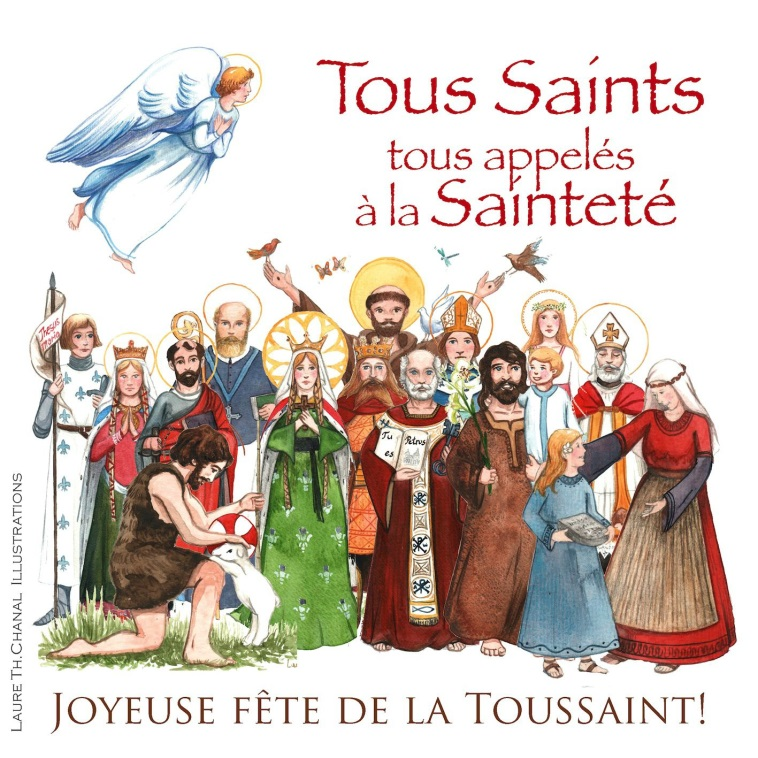 Tous Saints
tous appelés
à la Sainteté
Jhesus
Maria
Tu
es
Petrus
JOYEUSE FÊTE DE LA TOUSSAINT!
LAURE TH.CHANAL ILLUSTRATIONS